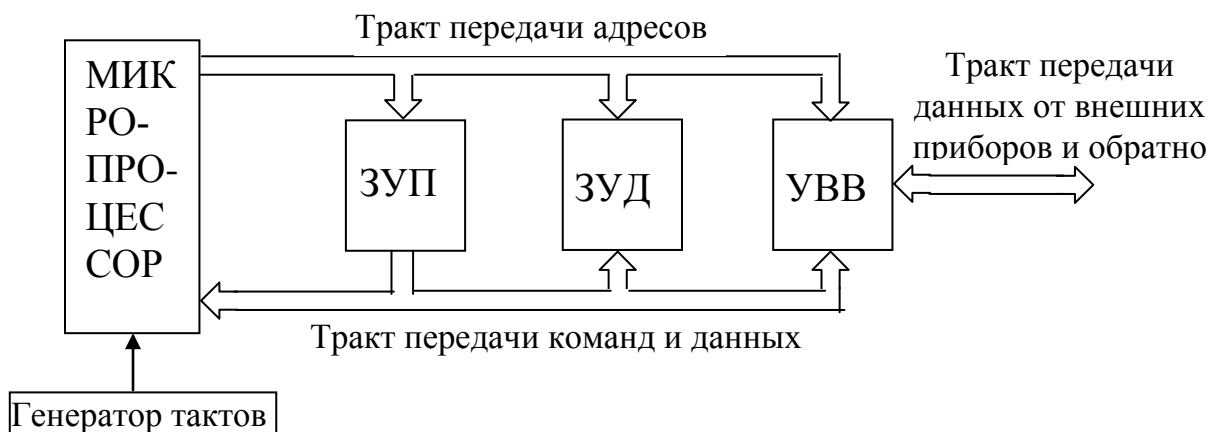 Тракт передачи адресов
МИК
РО-
ПРО-
ЦЕС
СОР
ЗУП
ЗУД
УВВ
Тракт передачи
данных от внешних
приборов и обратно
Тракт передачи команд и данных
Генератор тактов